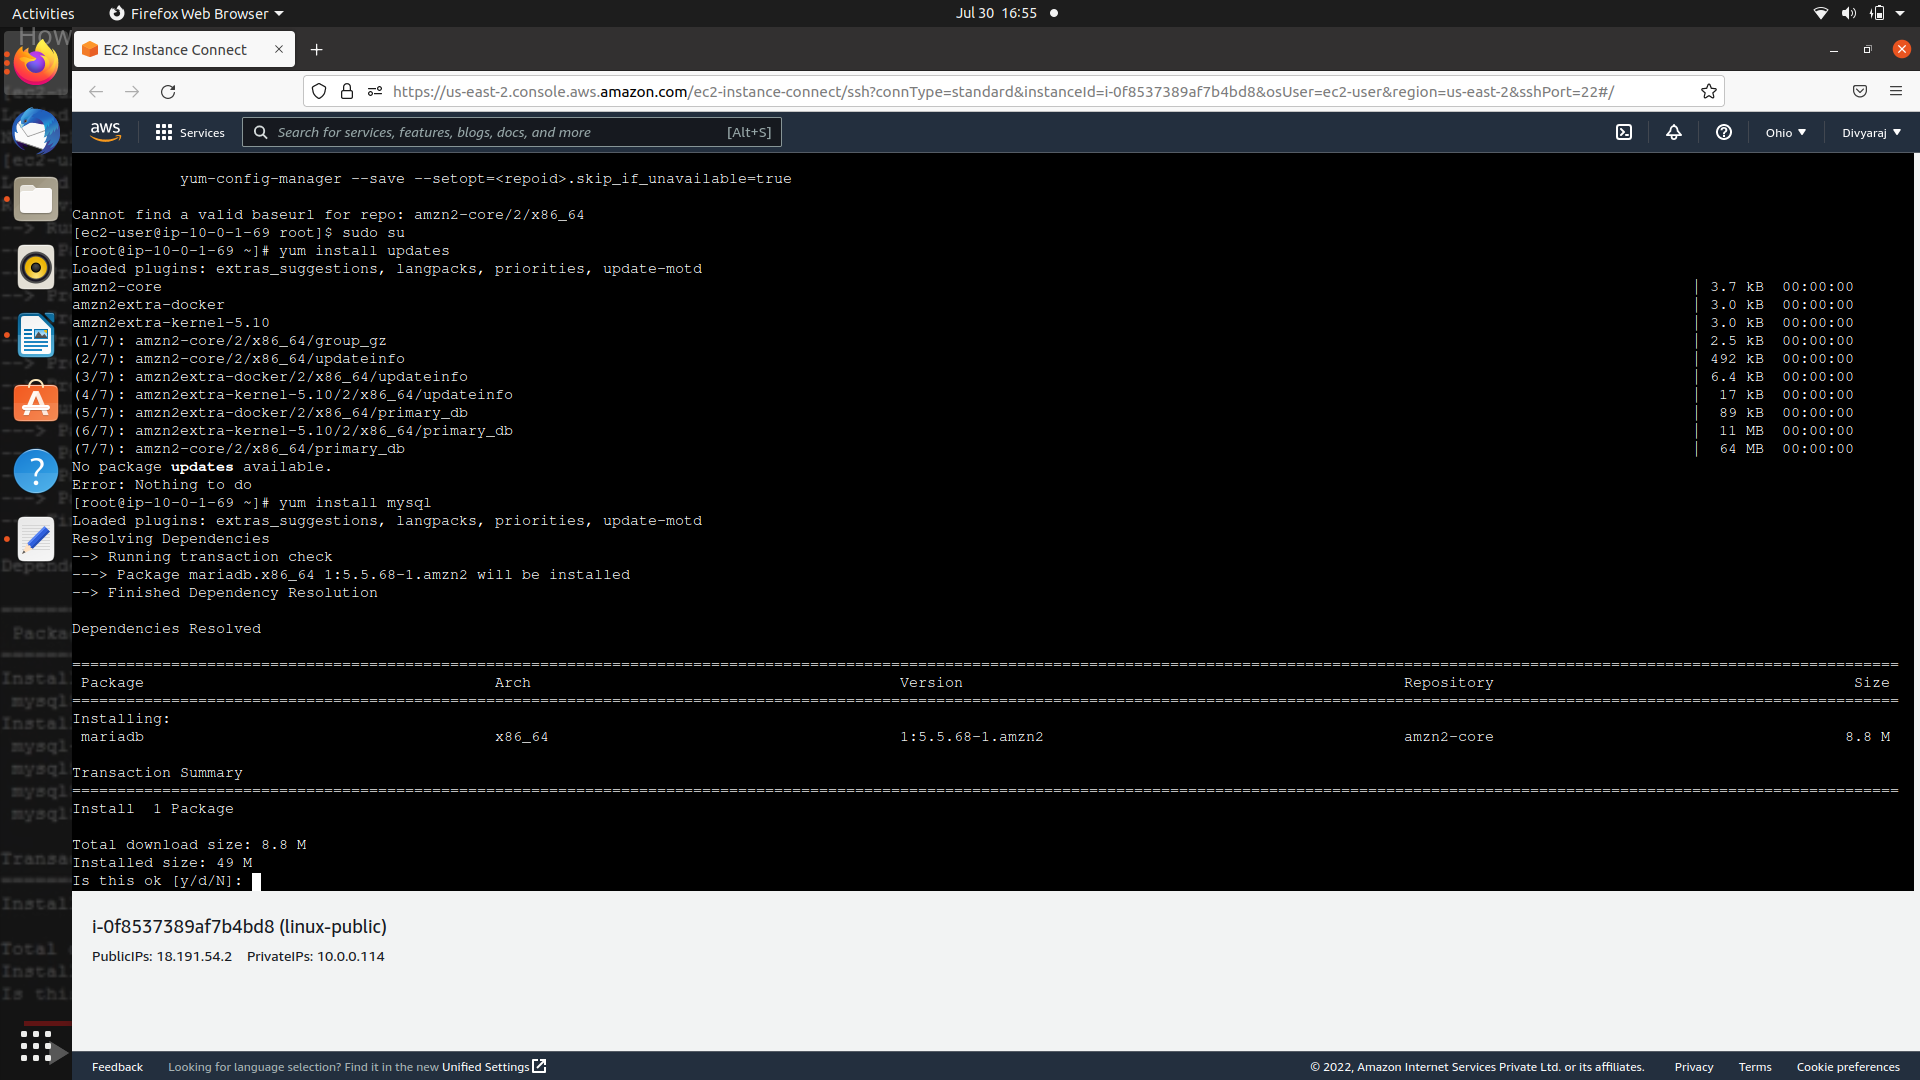 Activities
Firefox Web Browser
Jul 30 16:55
How
EC2 Instance Connect
https://us-east-2.console.aws.amazon.com/ec2-instance-connect/ssh?connType=standard&instanceId=i-0f8537389af7b4bd8&osUser=ec2-user&region=us-east-2&sshPort=22#/
aws
Services
Search for services, features, blogs, docs, and more
[Alt+S]
Ohio
Divyaraj
yum-config-manager --save --setopt=<repoid>.skip_if_unavailable=true
Cannot find a valid baseurl for repo: amzn2-core/2/x86_64
[ec2-user@ip-10-0-1-69 root]$ sudo su
[root@ip-10-0-1-69 ~]# yum install updates
Loaded plugins: extras_suggestions, langpacks, priorities, update-motd
amzn2-core | 3.7 kB 00:00:00
amzn2extra-docker | 3.0 kB 00:00:00
amzn2extra-kernel-5.10 | 3.0 kB 00:00:00
(1/7): amzn2-core/2/x86_64/group_gz | 2.5 kB 00:00:00
(2/7): amzn2-core/2/x86_64/updateinfo | 492 kB 00:00:00
(3/7): amzn2extra-docker/2/x86_64/updateinfo | 6.4 kB 00:00:00
(4/7): amzn2extra-kernel-5.10/2/x86_64/updateinfo | 17 kB 00:00:00
(5/7): amzn2extra-docker/2/x86_64/primary_db | 89 kB 00:00:00
(6/7): amzn2extra-kernel-5.10/2/x86_64/primary_db | 11 MB 00:00:00
(7/7): amzn2-core/2/x86_64/primary_db | 64 MB 00:00:00
No package updates available.
Error: Nothing to do
[root@ip-10-0-1-69 ~]# yum install mysql
Loaded plugins: extras_suggestions, langpacks, priorities, update-motd
Resolving Dependencies
--> Running transaction check
---> Package mariadb.x86_64 1:5.5.68-1.amzn2 will be installed
--> Finished Dependency Resolution
Dependencies Resolved
Package Arch Version Repository Size
Installing:
mariadb x86_64 1:5.5.68-1.amzn2 amzn2-core 8.8 M
Transaction Summary
Install 1 Package
Total download size: 8.8 M
Installed size: 49 M
Is this ok [y/d/N]:
i-0f8537389af7b4bd8 (linux-public)
PublicIPs: 18.191.54.2 PrivateIPs: 10.0.0.114
Feedback
Looking for language selection? Find it in the new Unified Settings
© 2022, Amazon Internet Services Private Ltd. or its affiliates.
Privacy
Terms
Cookie preferences